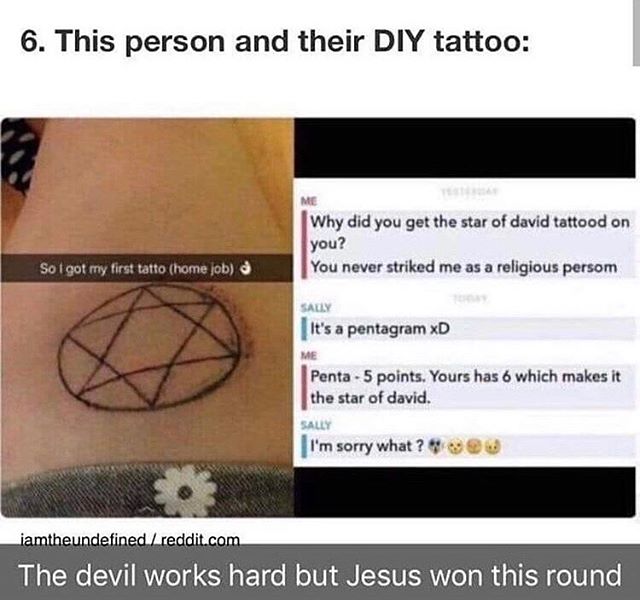 6. This person and their DIY tattoo:
So I got my first tatto (home job) 👌
YESTERDAY
ME
Why did you get the star of david tattood on
you?
You never striked me as a religious persom
TODAY
SALLY
It's a pentagram xD
ME
Penta - 5 points. Yours has 6 which makes it
the star of david.
SALLY
I'm sorry what ?
iamtheundefined / reddit.com
The devil works hard but Jesus won this round